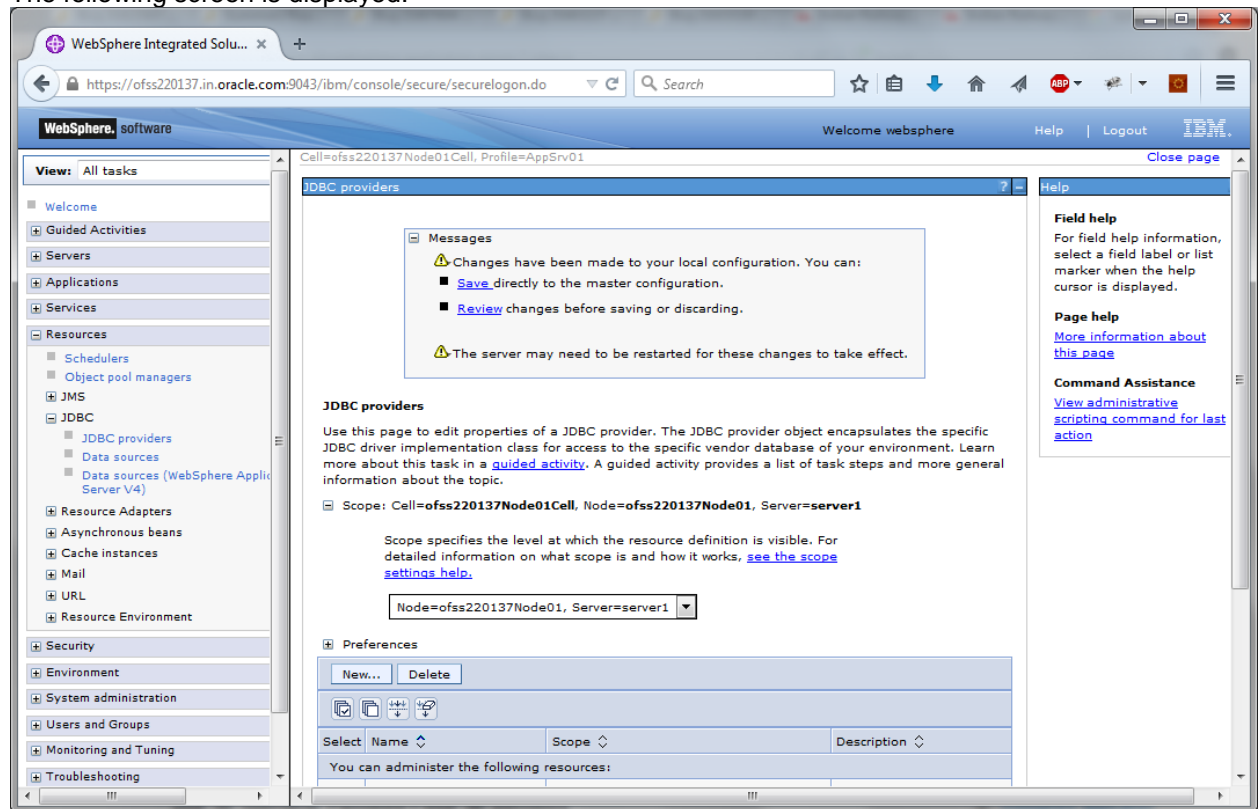 The following screen is displayed.
WebSphere Integrated Solu... × +
https://ofss220137.in.oracle.com:9043/ibm/console/secure/securelogon.do
Search
ABP
WebSphere. software
Welcome websphere
Help | Logout
IBM.
View: All tasks
Welcome
Guided Activities
Servers
Applications
Services
Resources
Schedulers
Object pool managers
JMS
JDBC
JDBC providers
Data sources
Data sources (WebSphere Applic
Server V4)
Resource Adapters
Asynchronous beans
Cache instances
Mail
URL
Resource Environment
Security
Environment
System administration
Users and Groups
Monitoring and Tuning
Troubleshooting
Cell=ofss220137Node01Cell, Profile=AppSrv01
Close page
JDBC providers
? -
Messages
Changes have been made to your local configuration. You can:
Save directly to the master configuration.
Review changes before saving or discarding.
The server may need to be restarted for these changes to take effect.
JDBC providers
Use this page to edit properties of a JDBC provider. The JDBC provider object encapsulates the specific
JDBC driver implementation class for access to the specific vendor database of your environment. Learn
more about this task in a guided activity. A guided activity provides a list of task steps and more general
information about the topic.
Scope: Cell=ofss220137Node01Cell, Node=ofss220137Node01, Server=server1
Scope specifies the level at which the resource definition is visible. For
detailed information on what scope is and how it works, see the scope
settings help.
Node=ofss220137Node01, Server=server1
Preferences
New... Delete
Select Name Scope Description
You can administer the following resources:
Help
Field help
For field help information,
select a field label or list
marker when the help
cursor is displayed.
Page help
More information about
this page
Command Assistance
View administrative
scripting command for last
action